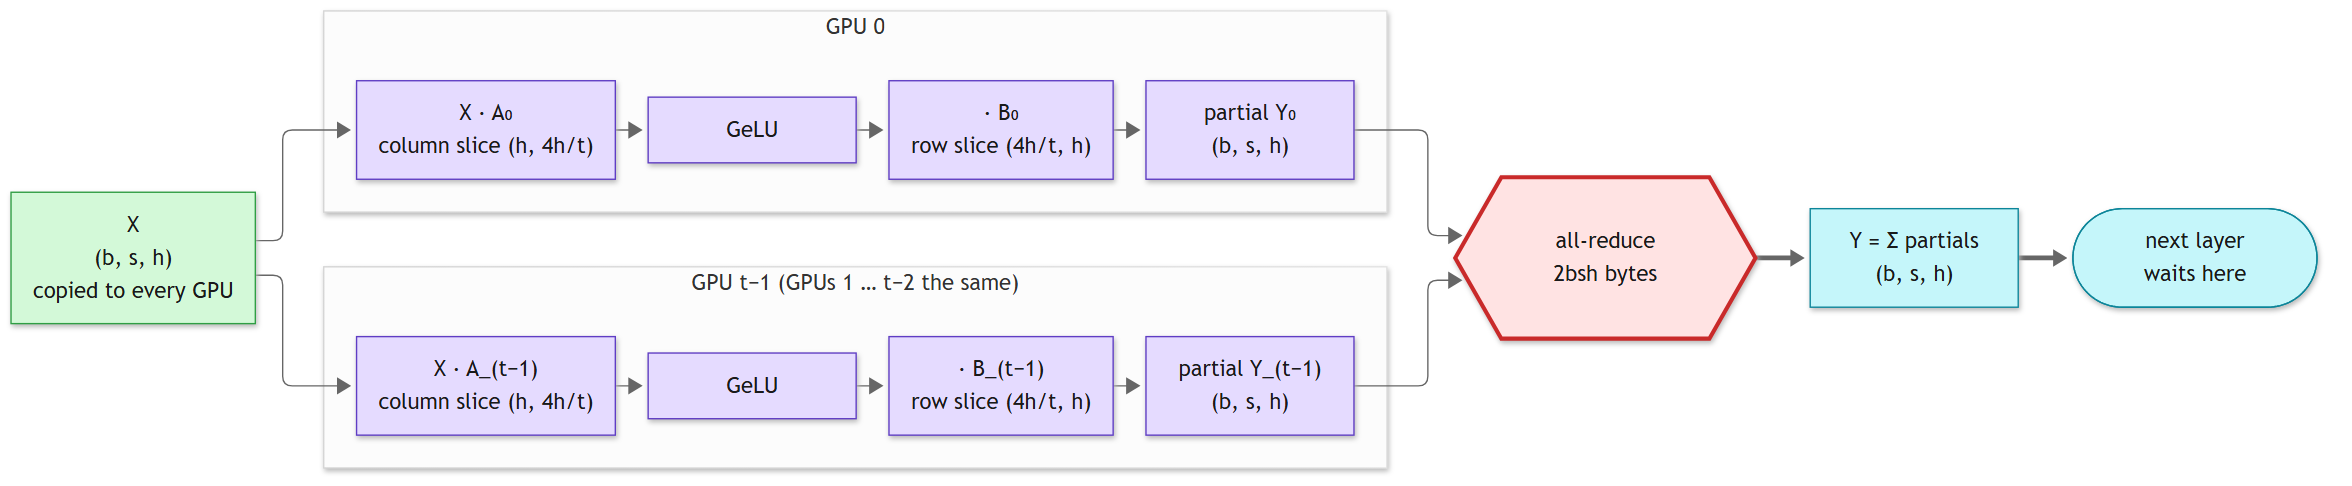 GPU 0
X · A₀
column slice (h, 4h/t)
GeLU
· B₀
row slice (4h/t, h)
partial Y₀
(b, s, h)
X
(b, s, h)
copied to every GPU
GPU t−1 (GPUs 1 … t−2 the same)
X · A_(t−1)
column slice (h, 4h/t)
GeLU
· B_(t−1)
row slice (4h/t, h)
partial Y_(t−1)
(b, s, h)
all-reduce
2bsh bytes
Y = Σ partials
(b, s, h)
next layer
waits here